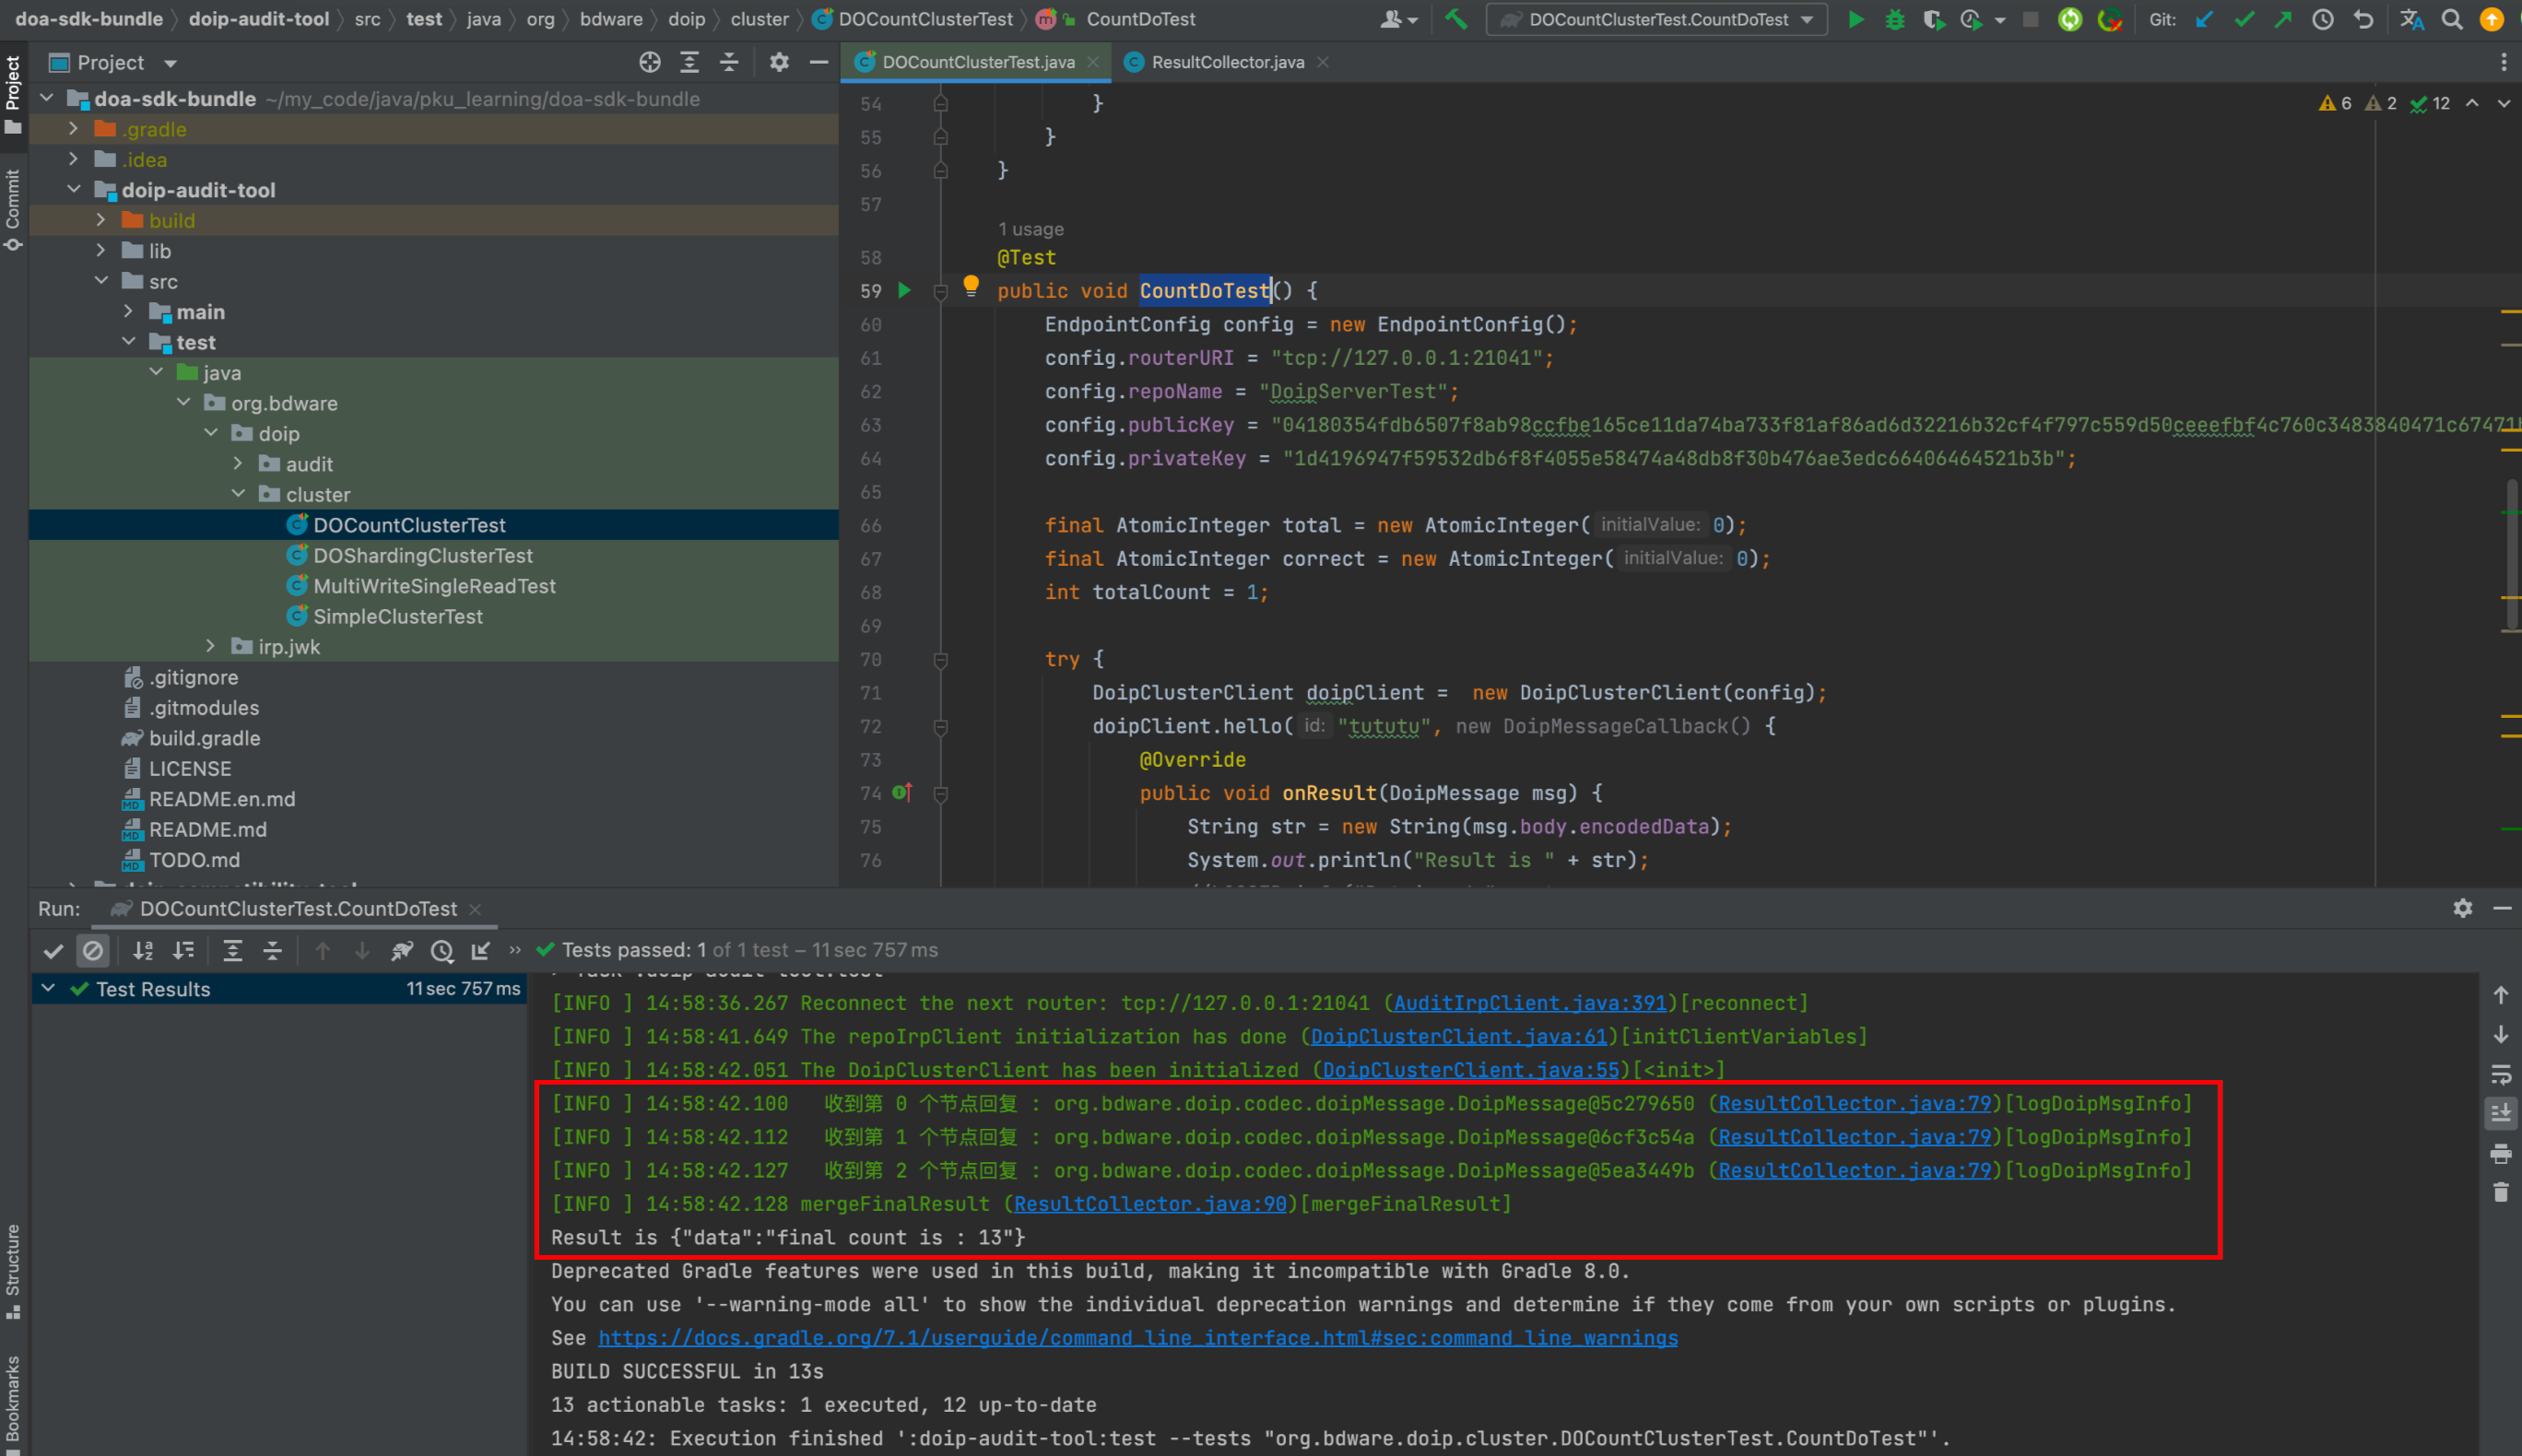 doa-sdk-bundle doip-audit-tool src test java org bdware doip cluster DOCountClusterTest CountDoTest
DOCountClusterTest.CountDoTest
Git:
Project
Commit
Structure
Bookmarks
Project
doa-sdk-bundle ~/my_code/java/pku_learning/doa-sdk-bundle
.gradle
.idea
doip-audit-tool
build
lib
src
main
test
java
org.bdware
doip
audit
cluster
DOCountClusterTest
DOShardingClusterTest
MultiWriteSingleReadTest
SimpleClusterTest
irp.jwk
.gitignore
.gitmodules
build.gradle
LICENSE
README.en.md
README.md
TODO.md
DOCountClusterTest.java
ResultCollector.java
6 2 12
54 }
55 }
56 }
57
1 usage
58 @Test
59 public void CountDoTest() {
60 EndpointConfig config = new EndpointConfig();
61 config.routerURI = "tcp://127.0.0.1:21041";
62 config.repoName = "DoipServerTest";
63 config.publicKey = "04180354fdb6507f8ab98ccfbe165ce11da74ba733f81af86ad6d32216b32cf4f797c559d50ceeefbf4c760c3483840471c67471
64 config.privateKey = "1d4196947f59532db6f8f4055e58474a48db8f30b476ae3edc66406464521b3b";
65
66 final AtomicInteger total = new AtomicInteger( initialValue: 0);
67 final AtomicInteger correct = new AtomicInteger( initialValue: 0);
68 int totalCount = 1;
69
70 try {
71 DoipClusterClient doipClient =  new DoipClusterClient(config);
72 doipClient.hello( id: "tututu", new DoipMessageCallback() {
73 @Override
74 public void onResult(DoipMessage msg) {
75 String str = new String(msg.body.encodedData);
76 System.out.println("Result is " + str);
Run: DOCountClusterTest.CountDoTest
Tests passed: 1 of 1 test – 11 sec 757 ms
Test Results 11 sec 757 ms
[INFO ] 14:58:36.267 Reconnect the next router: tcp://127.0.0.1:21041 (AuditIrpClient.java:391)[reconnect]
[INFO ] 14:58:41.649 The repoIrpClient initialization has done (DoipClusterClient.java:61)[initClientVariables]
[INFO ] 14:58:42.051 The DoipClusterClient has been initialized (DoipClusterClient.java:55)[<init>]
[INFO ] 14:58:42.100   收到第 0 个节点回复 : org.bdware.doip.codec.doipMessage.DoipMessage@5c279650 (ResultCollector.java:79)[logDoipMsgInfo]
[INFO ] 14:58:42.112   收到第 1 个节点回复 : org.bdware.doip.codec.doipMessage.DoipMessage@6cf3c54a (ResultCollector.java:79)[logDoipMsgInfo]
[INFO ] 14:58:42.127   收到第 2 个节点回复 : org.bdware.doip.codec.doipMessage.DoipMessage@5ea3449b (ResultCollector.java:79)[logDoipMsgInfo]
[INFO ] 14:58:42.128 mergeFinalResult (ResultCollector.java:90)[mergeFinalResult]
Result is {"data":"final count is : 13"}
Deprecated Gradle features were used in this build, making it incompatible with Gradle 8.0.
You can use '--warning-mode all' to show the individual deprecation warnings and determine if they come from your own scripts or plugins.
See https://docs.gradle.org/7.1/userguide/command_line_interface.html#sec:command_line_warnings
BUILD SUCCESSFUL in 13s
13 actionable tasks: 1 executed, 12 up-to-date
14:58:42: Execution finished ':doip-audit-tool:test --tests "org.bdware.doip.cluster.DOCountClusterTest.CountDoTest"'.